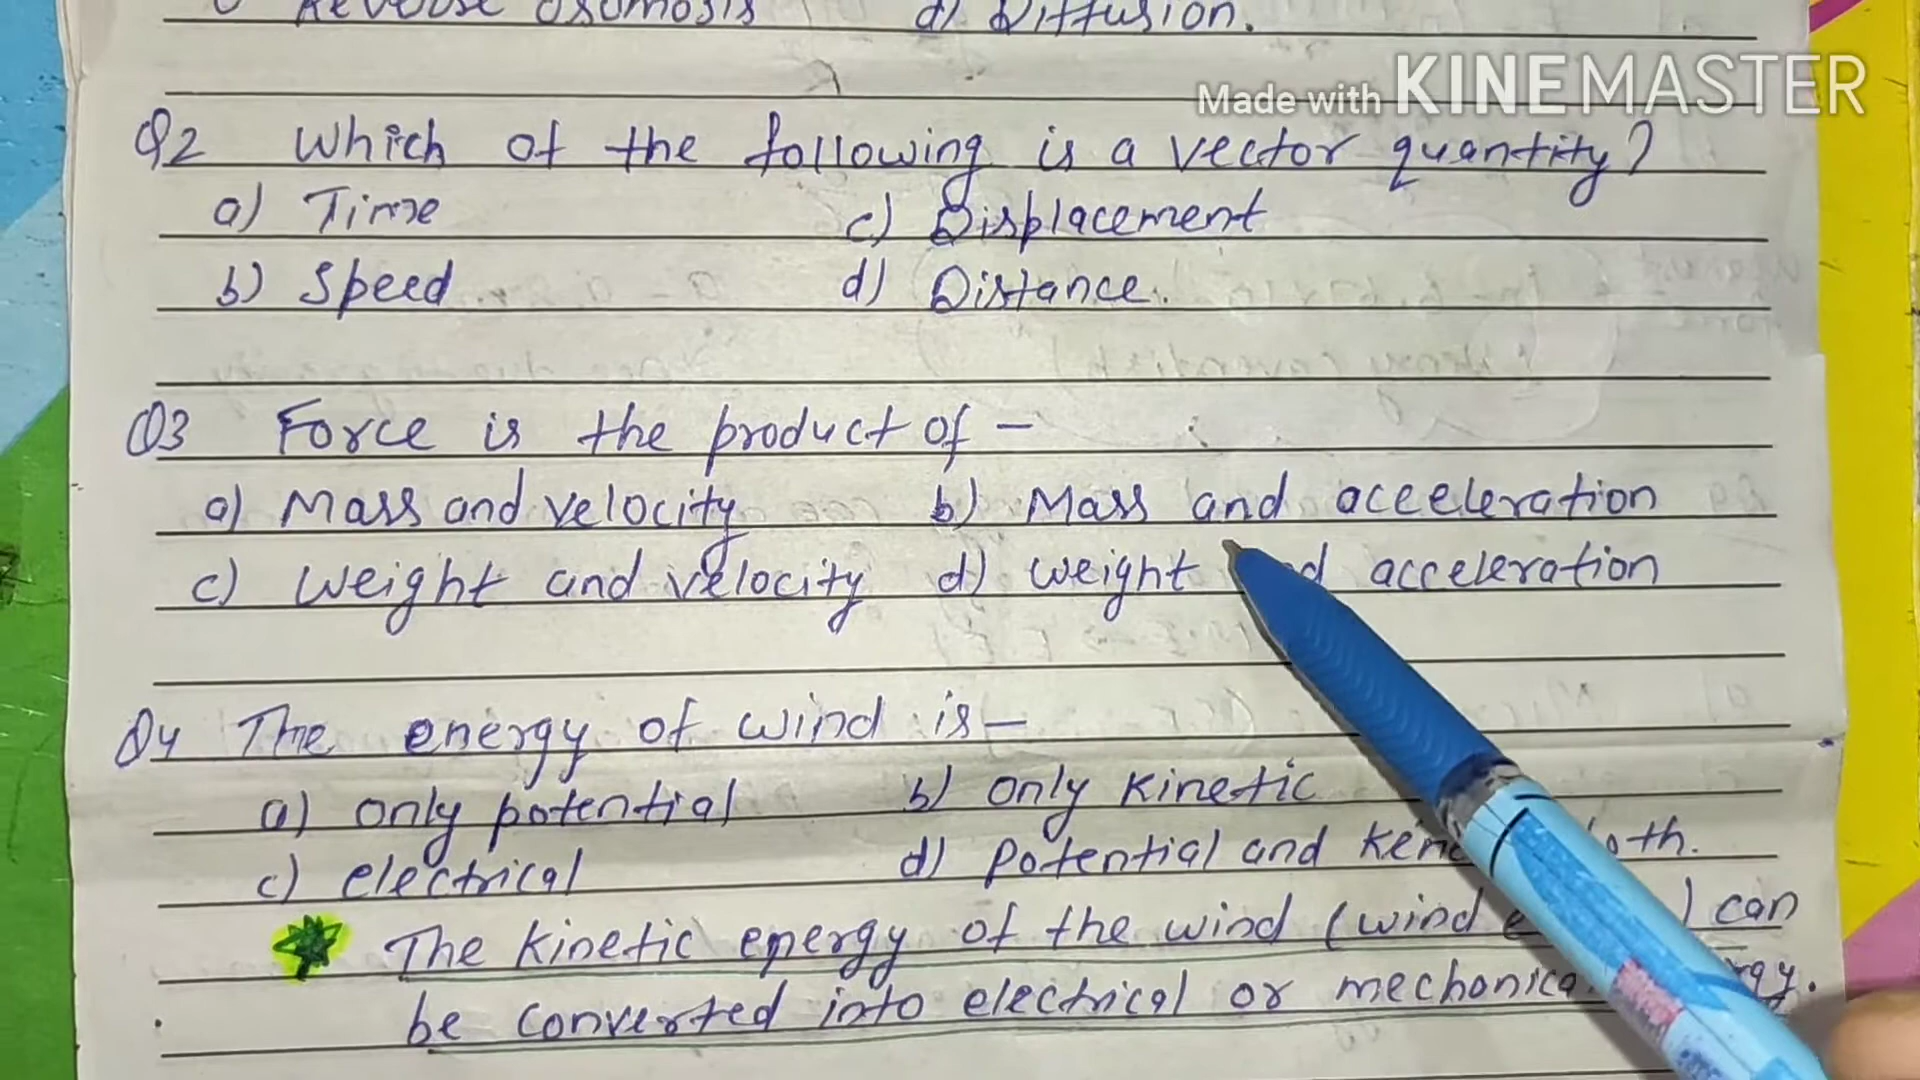 Reverse osomosis d) Diffusion.
Made with KINEMASTER
Q2 Which of the following is a vector quantity?
a) Time c) Displacement
b) Speed d) Distance.
Q3 Force is the product of -
a) Mass and velocity b) Mass and aceeleration
c) weight and velocity d) weight acceleration
Q4 The energy of wind is -
a) only potential b) only kinetic
c) electrical d) potential and both.
The kinetic energy of the wind (wind ) can
be converted into electrical or